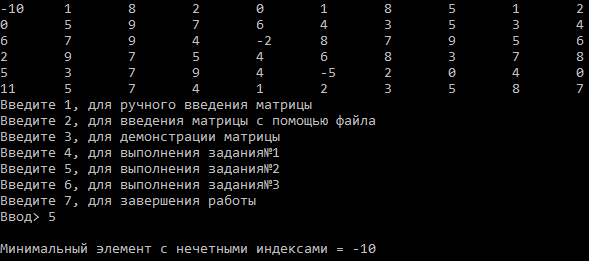 -10 1 8 2 0 1 8 5 1 2
0 5 9 7 6 4 3 5 3 4
6 7 9 4 -2 8 7 9 5 6
2 9 7 5 4 6 8 3 7 8
5 3 7 9 4 -5 2 0 4 0
11 5 7 4 1 2 3 5 8 7
Введите 1, для ручного введения матрицы
Введите 2, для введения матрицы с помощью файла
Введите 3, для демонстрации матрицы
Введите 4, для выполнения задания№1
Введите 5, для выполнения задания№2
Введите 6, для выполнения задания№3
Введите 7, для завершения работы
Ввод> 5
Минимальный элемент с нечетными индексами = -10